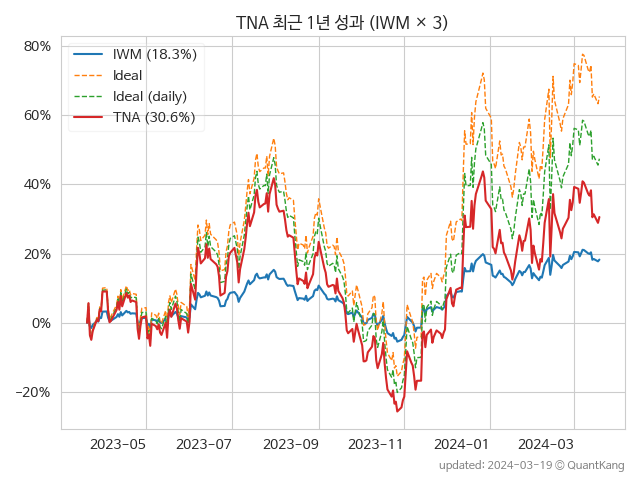 TNA 최근 1년 성과 (IWM × 3)
IWM (18.3%)
Ideal
Ideal (daily)
TNA (30.6%)
80%
60%
40%
20%
0%
−20%
2023-05 2023-07 2023-09 2023-11 2024-01 2024-03
updated: 2024-03-19 ⓒ QuantKang